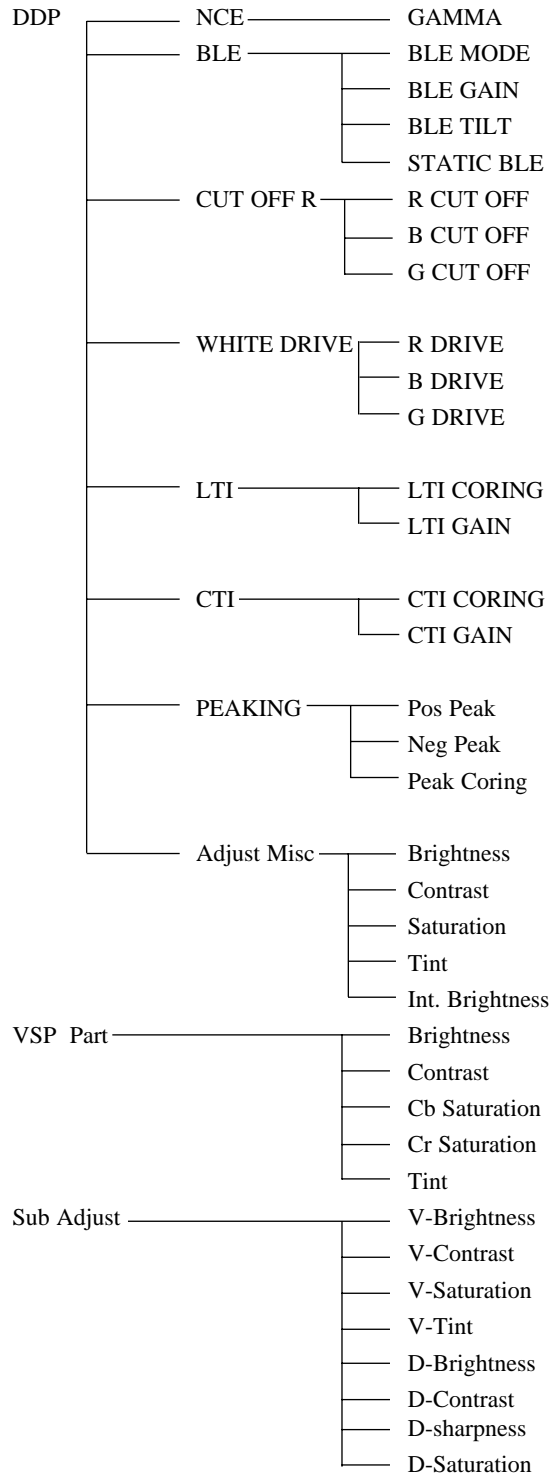 DDP NCE GAMMA
BLE BLE MODE
BLE GAIN
BLE TILT
STATIC BLE
CUT OFF R R CUT OFF
B CUT OFF
G CUT OFF
WHITE DRIVE R DRIVE
B DRIVE
G DRIVE
LTI LTI CORING
LTI GAIN
CTI CTI CORING
CTI GAIN
PEAKING Pos Peak
Neg Peak
Peak Coring
Adjust Misc Brightness
Contrast
Saturation
Tint
Int. Brightness
VSP Part Brightness
Contrast
Cb Saturation
Cr Saturation
Tint
Sub Adjust V-Brightness
V-Contrast
V-Saturation
V-Tint
D-Brightness
D-Contrast
D-sharpness
D-Saturation